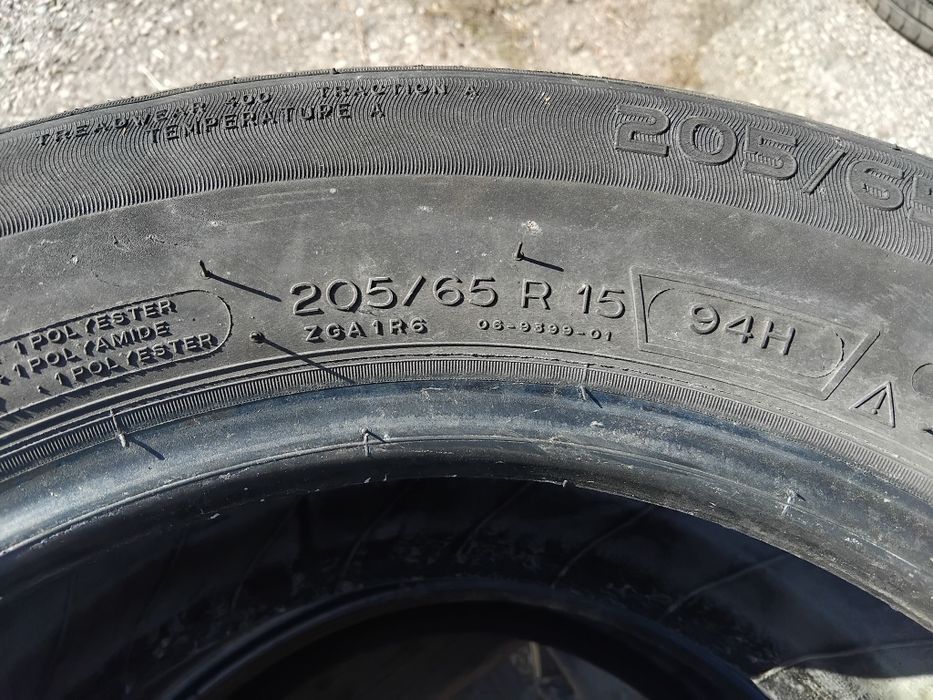 TREADWEAR 400 TRACTION A
TEMPERATURE A
205/65
205/65 R 15
94H
ZGA1R6 06-9399-01
1 POLYESTER
1 POLYAMIDE
1 POLYESTER